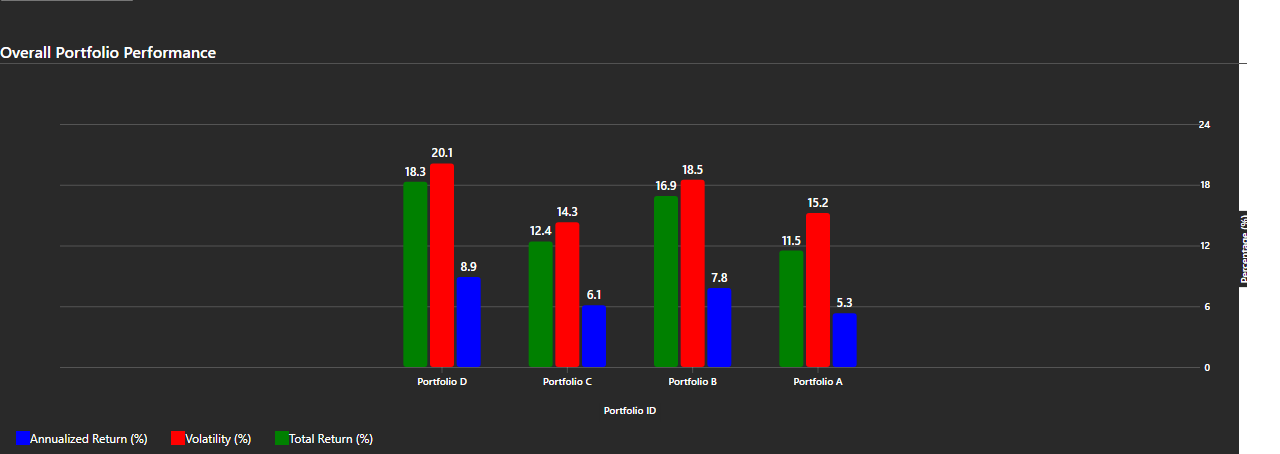 Overall Portfolio Performance
24
20.1
18.3
18.5
16.9
18
15.2
14.3
12.4
11.5
12
Percentage (%)
8.9
7.8
6.1
5.3
6
0
Portfolio D
Portfolio C
Portfolio B
Portfolio A
Portfolio ID
Annualized Return (%)
Volatility (%)
Total Return (%)